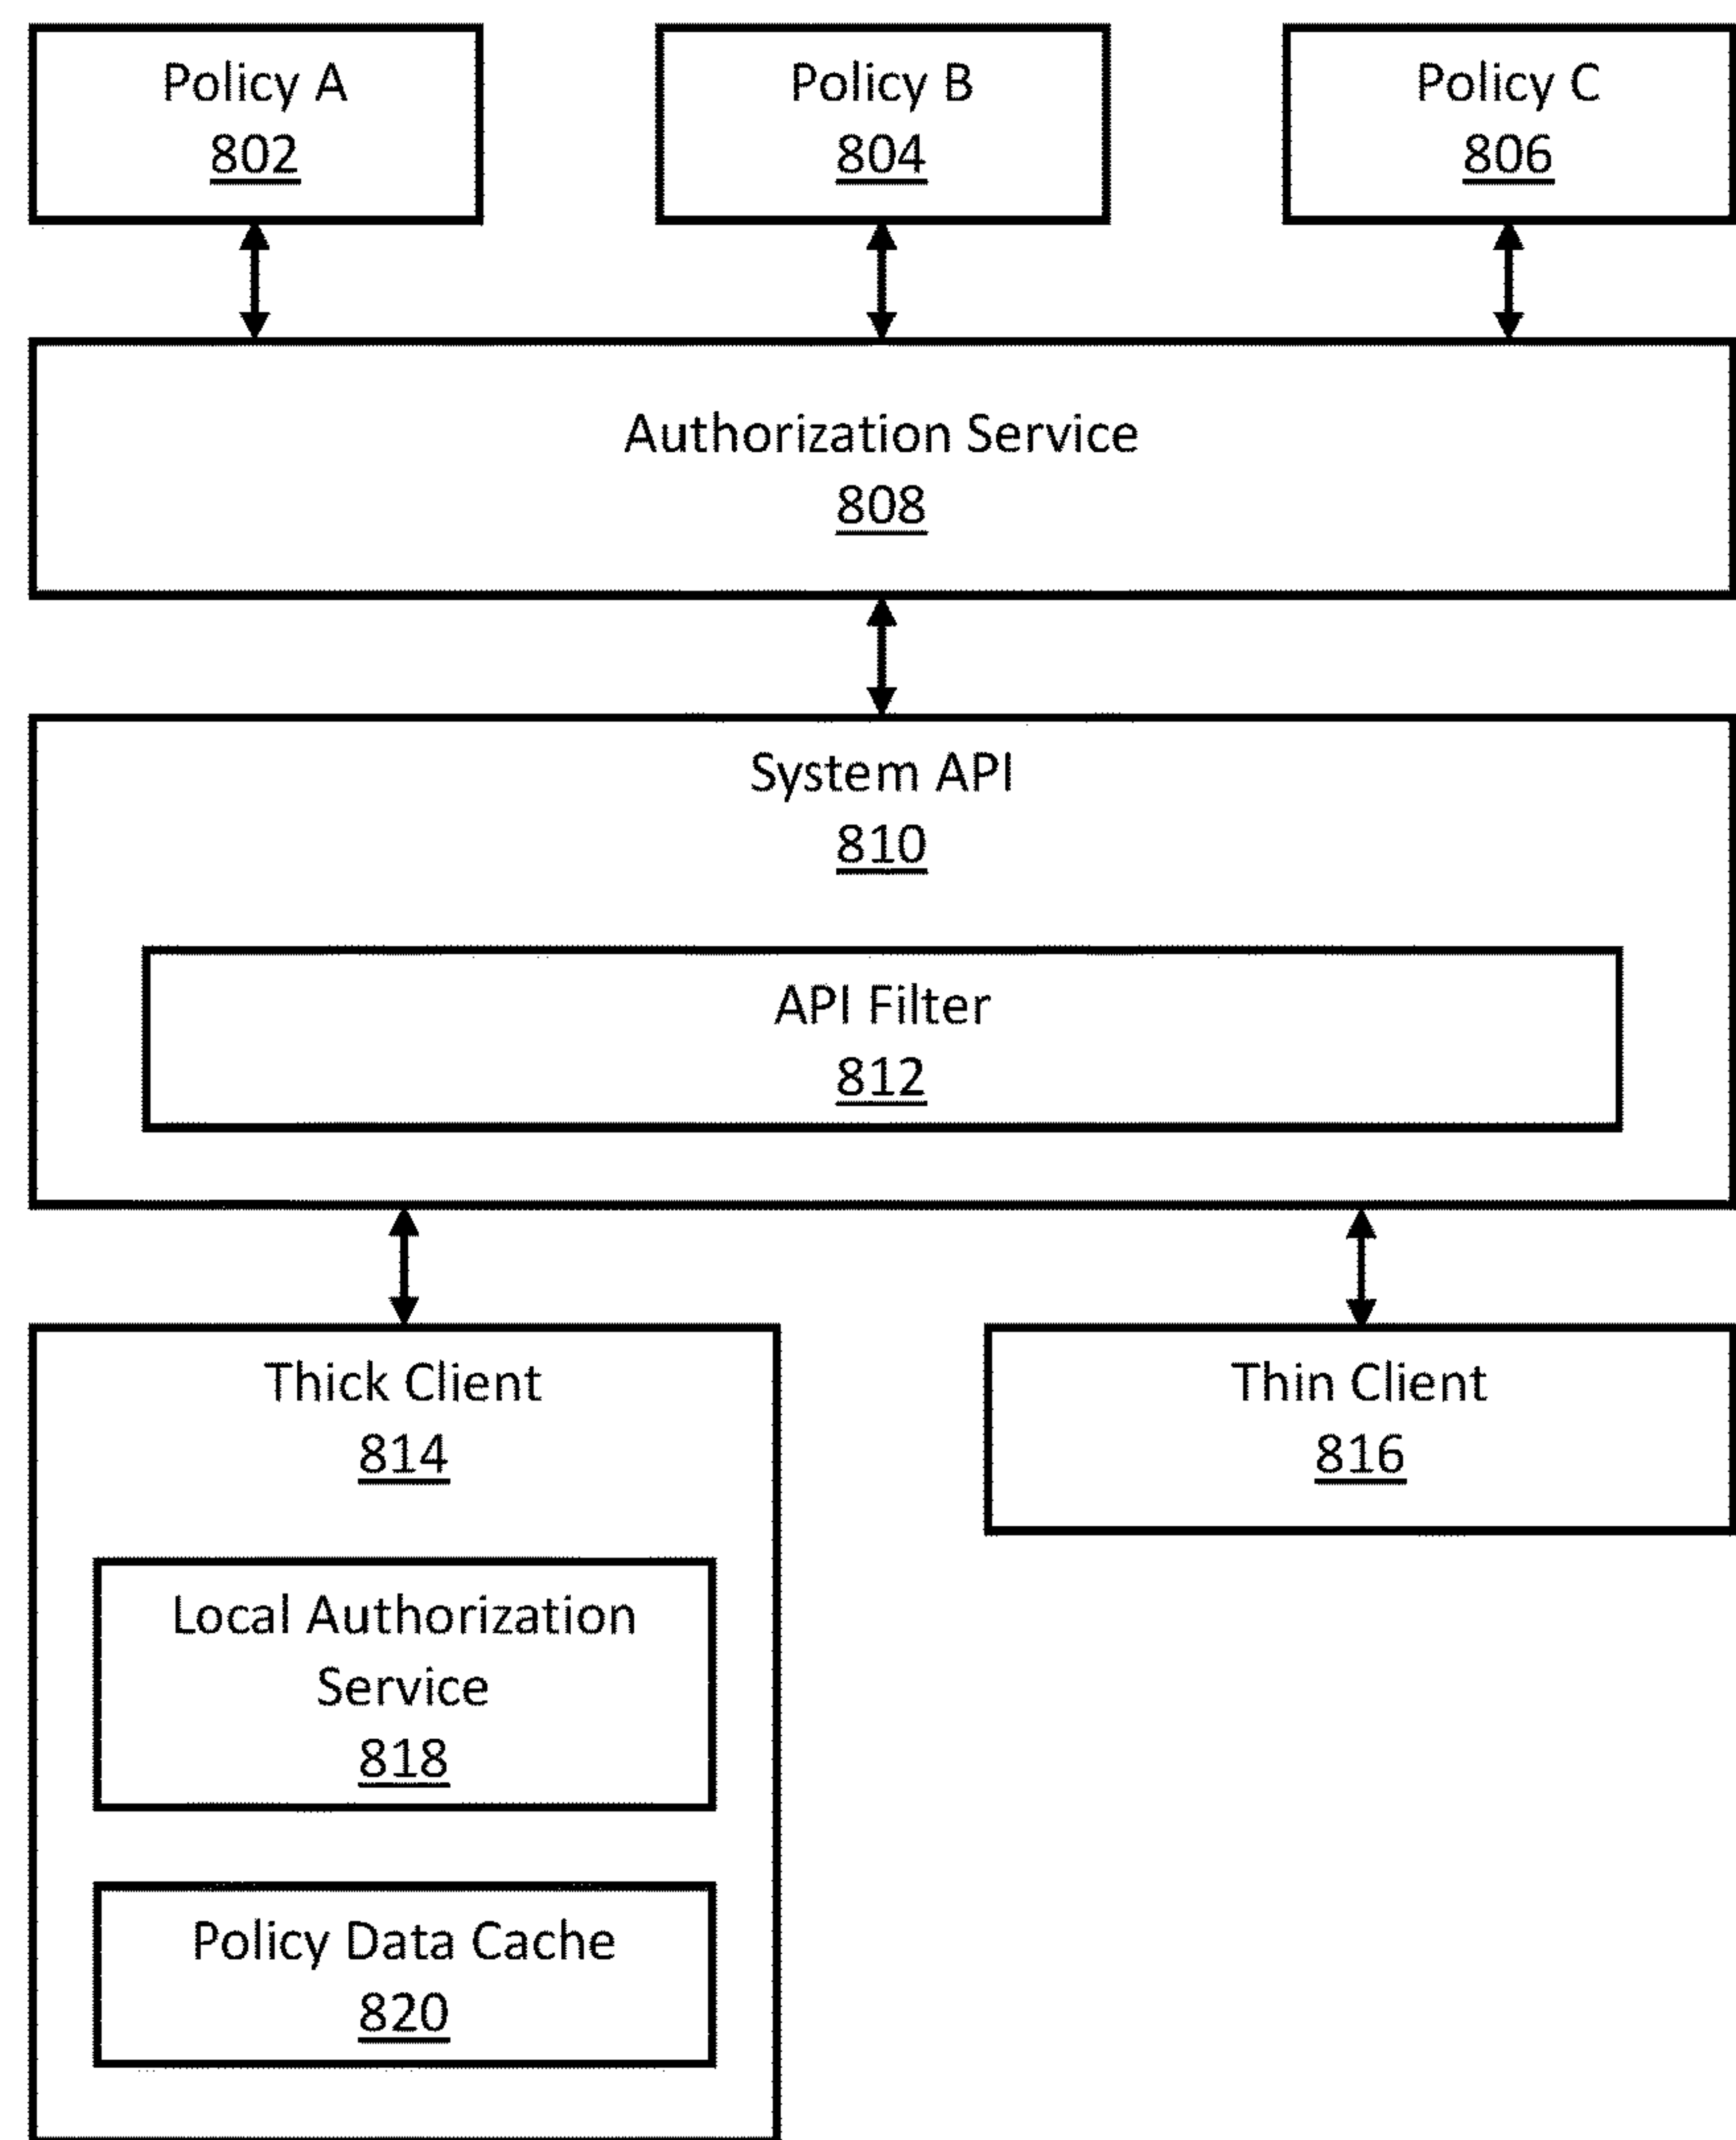 Policy A
802
Policy B
804
Policy C
806
Authorization Service
808
System API
810
API Filter
812
Thick Client
814
Thin Client
816
Local Authorization
Service
818
Policy Data Cache
820